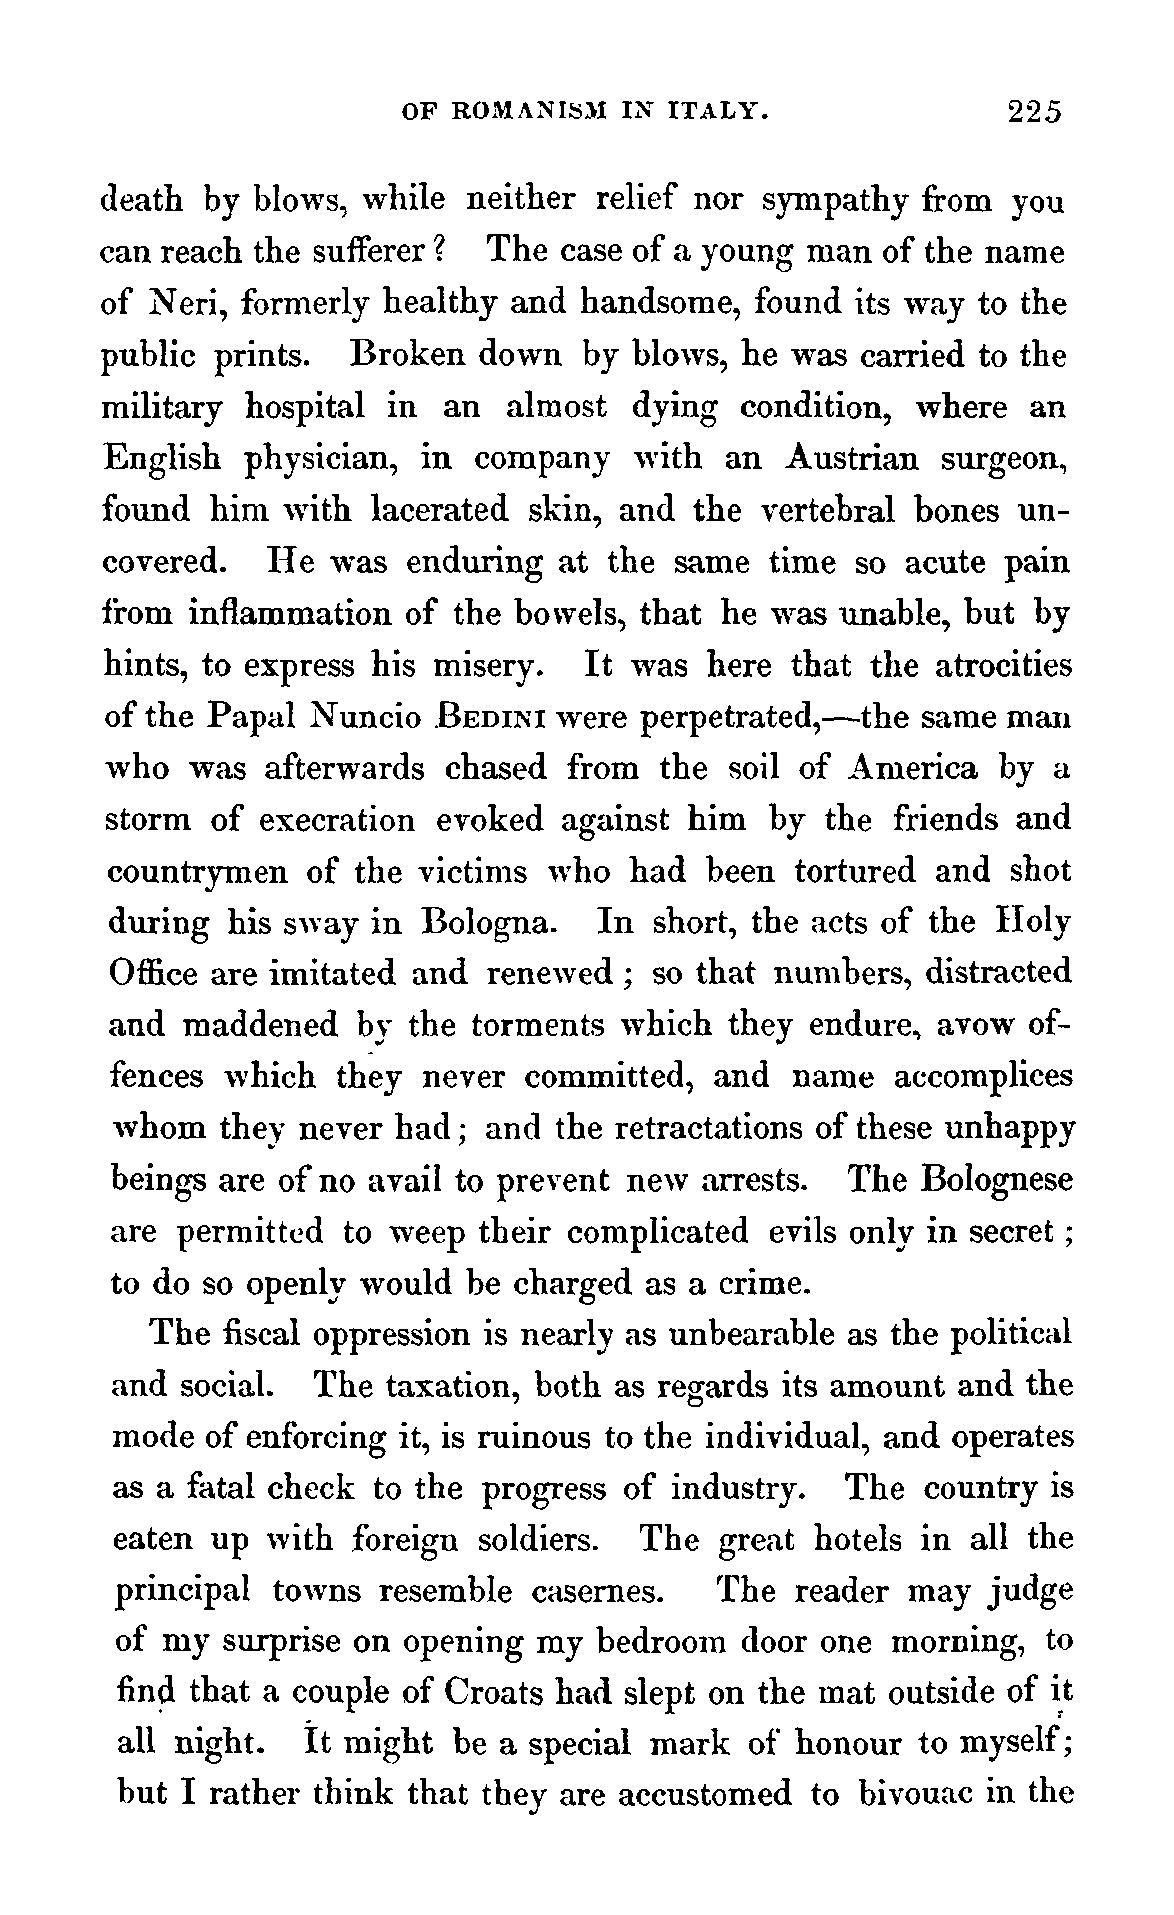 OF ROMANISM IN ITALY. 225
death by blows, while neither relief nor sympathy from you
can reach the sufferer? The case of a young man of the name
of Neri, formerly healthy and handsome, found its way to the
public prints. Broken down by blows, he was carried to the
military hospital in an almost dying condition, where an
English physician, in company with an Austrian surgeon,
found him with lacerated skin, and the vertebral bones un-
covered. He was enduring at the same time so acute pain
from inflammation of the bowels, that he was unable, but by
hints, to express his misery. It was here that the atrocities
of the Papal Nuncio BEDINI were perpetrated,—the same man
who was afterwards chased from the soil of America by a
storm of execration evoked against him by the friends and
countrymen of the victims who had been tortured and shot
during his sway in Bologna. In short, the acts of the Holy
Office are imitated and renewed; so that numbers, distracted
and maddened by the torments which they endure, avow of-
fences which they never committed, and name accomplices
whom they never had; and the retractations of these unhappy
beings are of no avail to prevent new arrests. The Bolognese
are permitted to weep their complicated evils only in secret;
to do so openly would be charged as a crime.
The fiscal oppression is nearly as unbearable as the political
and social. The taxation, both as regards its amount and the
mode of enforcing it, is ruinous to the individual, and operates
as a fatal check to the progress of industry. The country is
eaten up with foreign soldiers. The great hotels in all the
principal towns resemble casernes. The reader may judge
of my surprise on opening my bedroom door one morning, to
find that a couple of Croats had slept on the mat outside of it
all night. It might be a special mark of honour to myself;
but I rather think that they are accustomed to bivouac in the